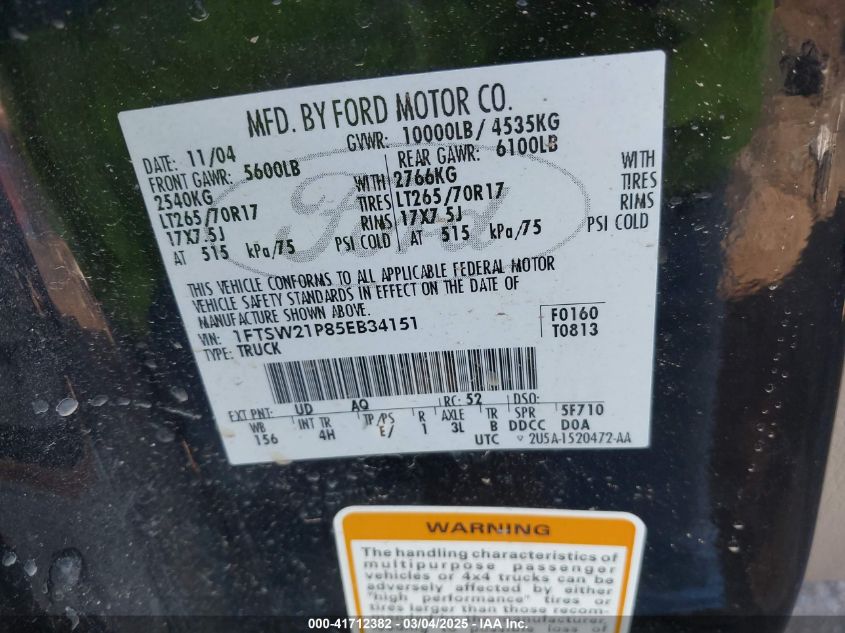 MFD. BY FORD MOTOR CO.
DATE: 11/04 GVWR: 10000LB/ 4535KG
FRONT GAWR: 5600LB REAR GAWR: 6100LB
2540KG WITH 2766KG WITH
LT265/70R17 TIRES LT265/70R17 TIRES
17X7.5J RIMS 17X7.5J RIMS
AT 515 kPa/75 PSI COLD AT 515 kPa/75 PSI COLD
Ford
THIS VEHICLE CONFORMS TO ALL APPLICABLE FEDERAL MOTOR
VEHICLE SAFETY STANDARDS IN EFFECT ON THE DATE OF
MANUFACTURE SHOWN ABOVE.
VIN: 1FTSW21P85EB34151 F0160
TYPE: TRUCK T0813
EXT PNT: UD AQ RC: 52 DSO:
WB INT TR TP/PS R AXLE TR SPR 5F710
156 4H E/ 1 3L B DDCC D0A
UTC 2U5A-1520472-AA
WARNING
The handling characteristics of
multipurpose passenger
vehicles or 4x4 trucks can be
adversely affected by either
"high performance" tires or
tires larger than those recom-
000-41712382 - 03/04/2025 - IAA Inc.